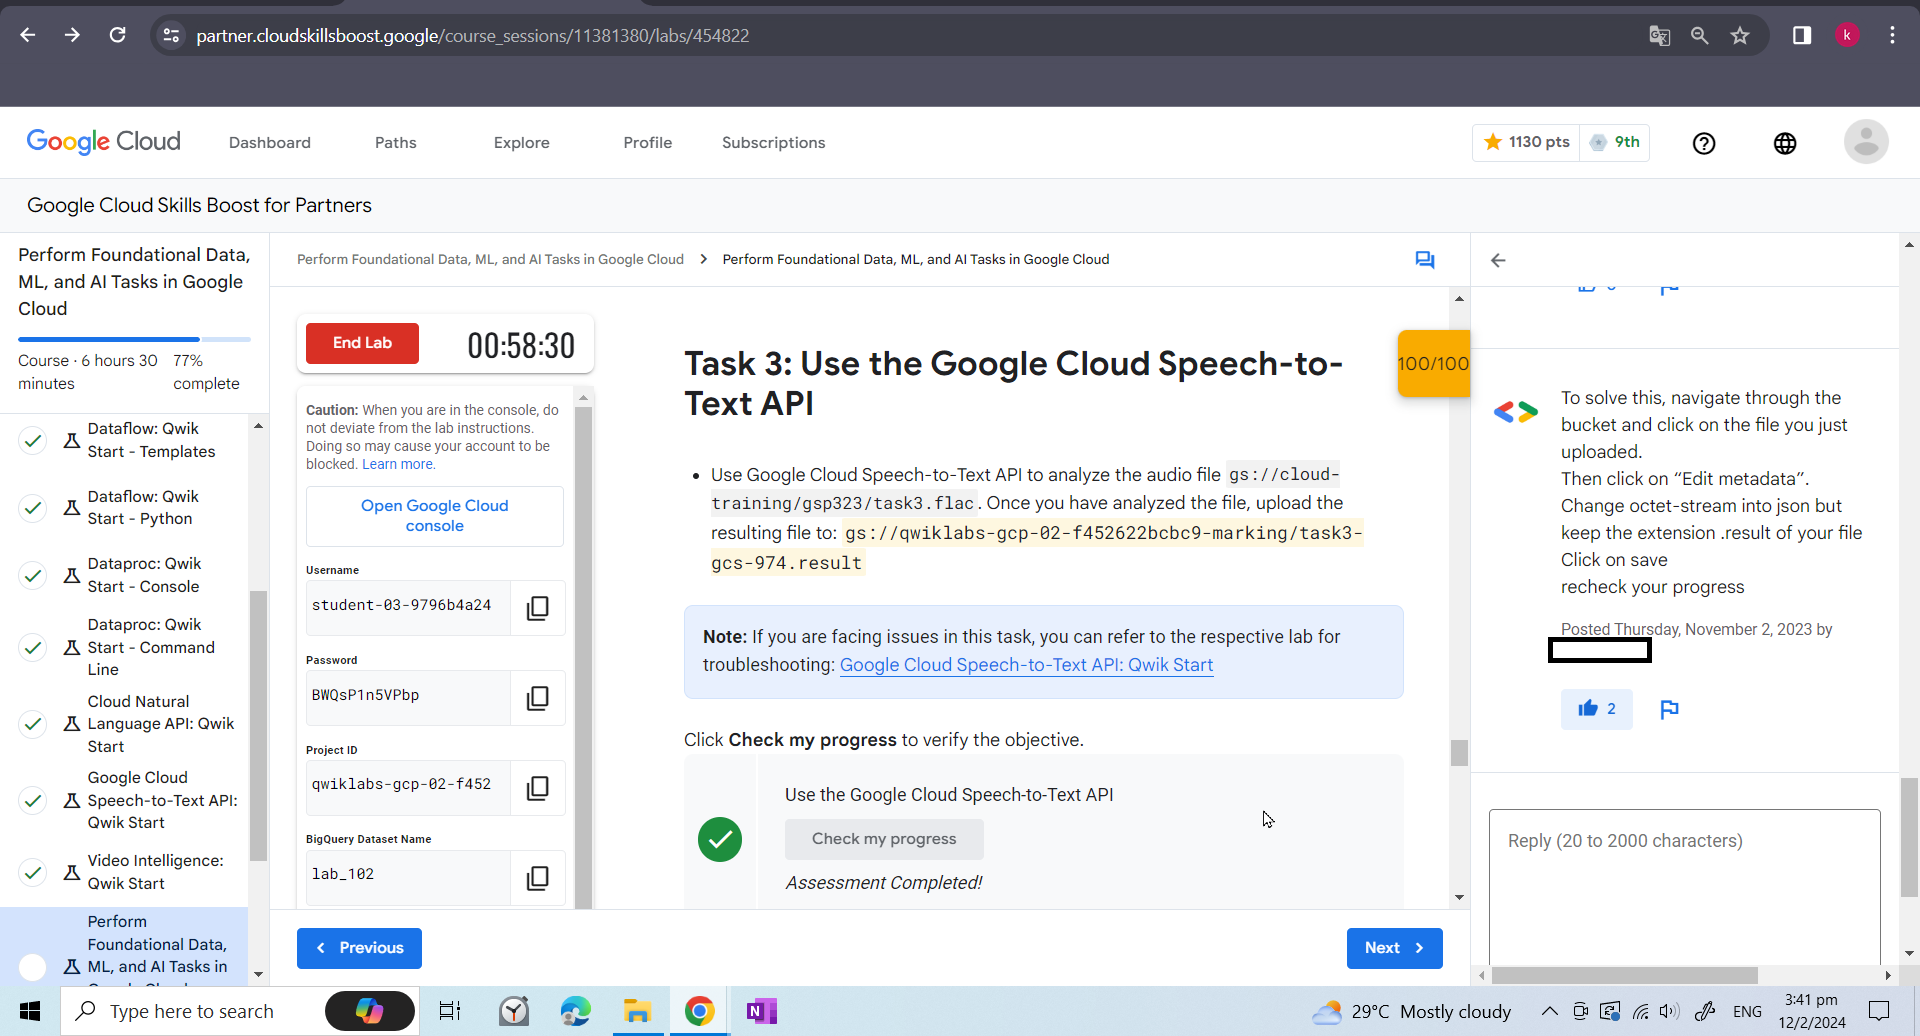 partner.cloudskillsboost.google/course_sessions/11381380/labs/454822
k
Google Cloud
Dashboard
Paths
Explore
Profile
Subscriptions
1130 pts
9th
Google Cloud Skills Boost for Partners
Perform Foundational Data,
ML, and AI Tasks in Google
Cloud
Course · 6 hours 30
minutes
77%
complete
Dataflow: Qwik
Start - Templates
Dataflow: Qwik
Start - Python
Dataproc: Qwik
Start - Console
Dataproc: Qwik
Start - Command
Line
Cloud Natural
Language API: Qwik
Start
Google Cloud
Speech-to-Text API:
Qwik Start
Video Intelligence:
Qwik Start
Perform
Foundational Data,
ML, and AI Tasks in
Perform Foundational Data, ML, and AI Tasks in Google Cloud > Perform Foundational Data, ML, and AI Tasks in Google Cloud
End Lab
00:58:30
Caution: When you are in the console, do
not deviate from the lab instructions.
Doing so may cause your account to be
blocked. Learn more.
Open Google Cloud
console
Username
student-03-9796b4a24
Password
BWQsP1n5VPbp
Project ID
qwiklabs-gcp-02-f452
BigQuery Dataset Name
lab_102
Task 3: Use the Google Cloud Speech-to-
Text API
100/100
• Use Google Cloud Speech-to-Text API to analyze the audio file gs://cloud-
training/gsp323/task3.flac. Once you have analyzed the file, upload the
resulting file to: gs://qwiklabs-gcp-02-f452622bcbc9-marking/task3-
gcs-974.result
Note: If you are facing issues in this task, you can refer to the respective lab for
troubleshooting: Google Cloud Speech-to-Text API: Qwik Start
Click Check my progress to verify the objective.
Use the Google Cloud Speech-to-Text API
Check my progress
Assessment Completed!
Previous
Next
To solve this, navigate through the
bucket and click on the file you just
uploaded.
Then click on “Edit metadata”.
Change octet-stream into json but
keep the extension .result of your file
Click on save
recheck your progress
Posted Thursday, November 2, 2023 by
2
Reply (20 to 2000 characters)
Type here to search
29°C Mostly cloudy
ENG
3:41 pm
12/2/2024